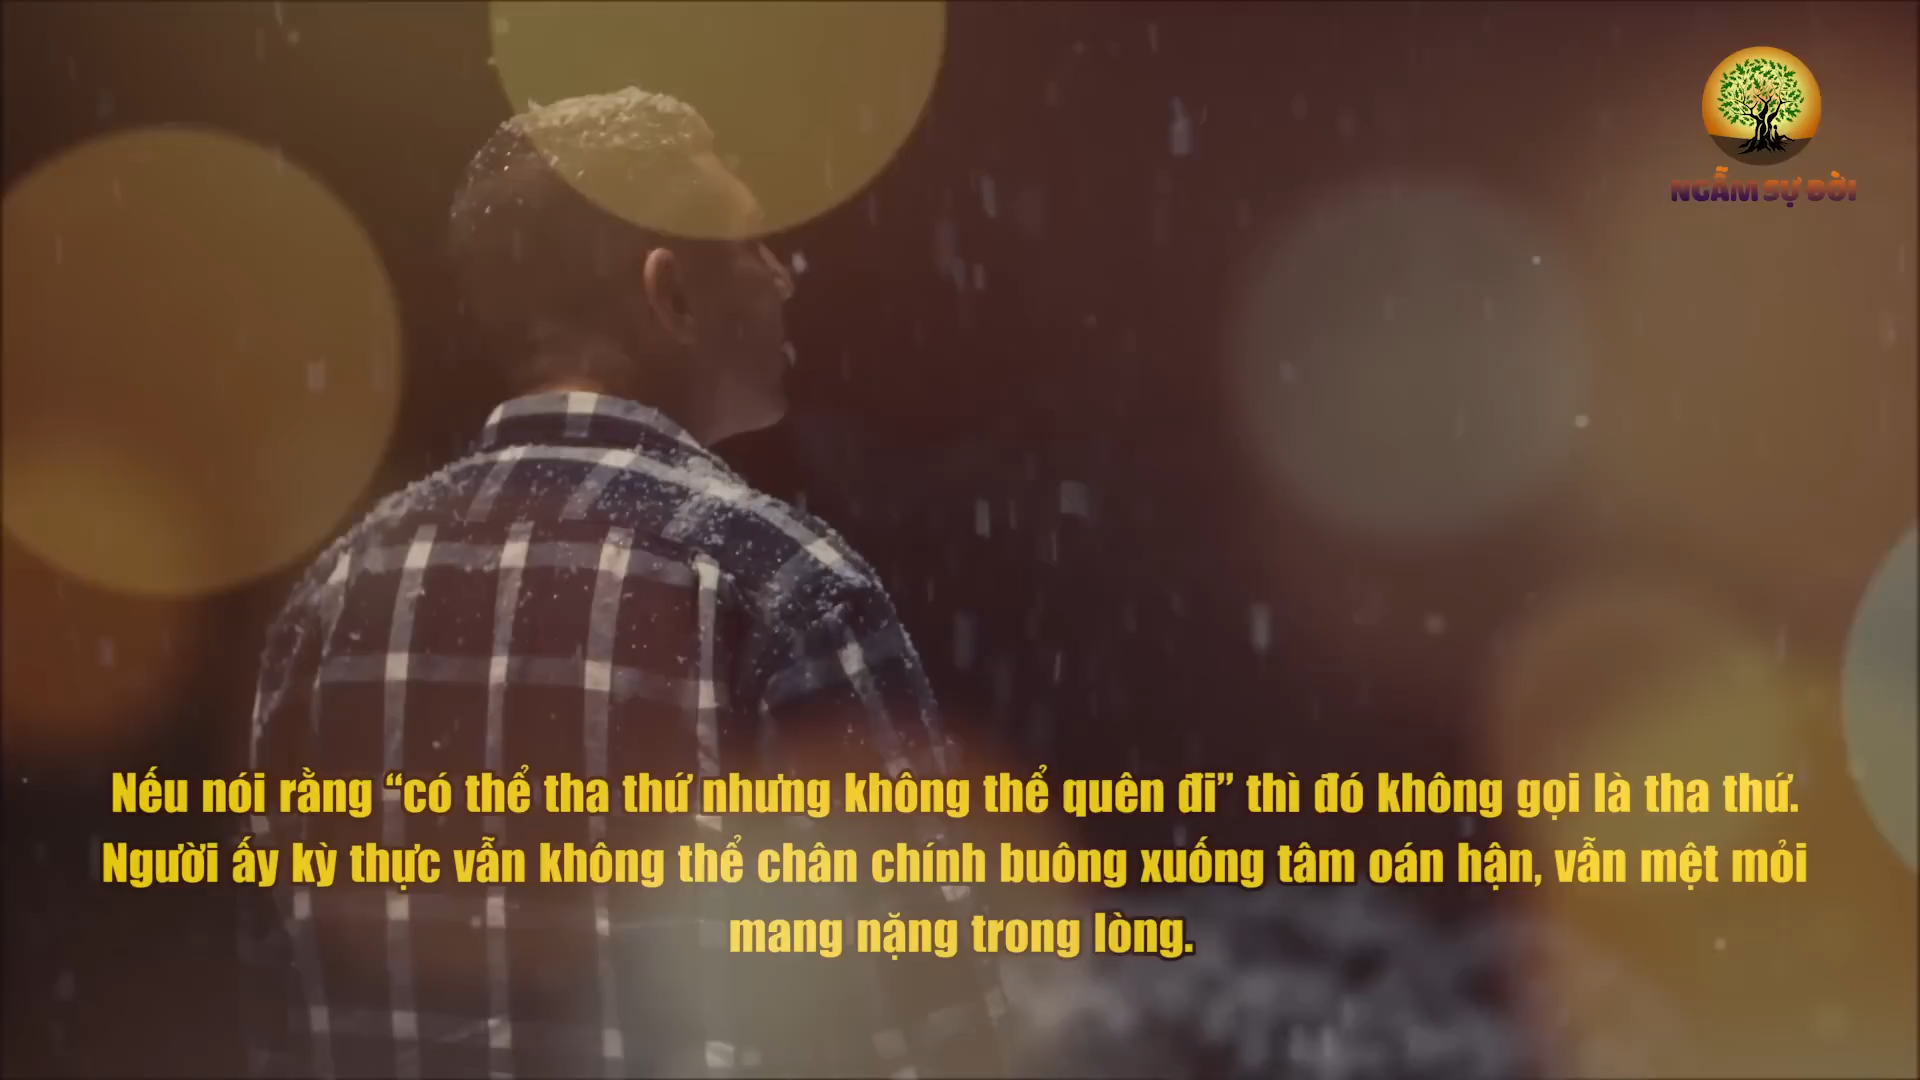 NGẪM SỰ ĐỜI
Nếu nói rằng “có thể tha thứ nhưng không thể quên đi” thì đó không gọi là tha thứ.
Người ấy kỳ thực vẫn không thể chân chính buông xuống tâm oán hận, vẫn mệt mỏi
mang nặng trong lòng.